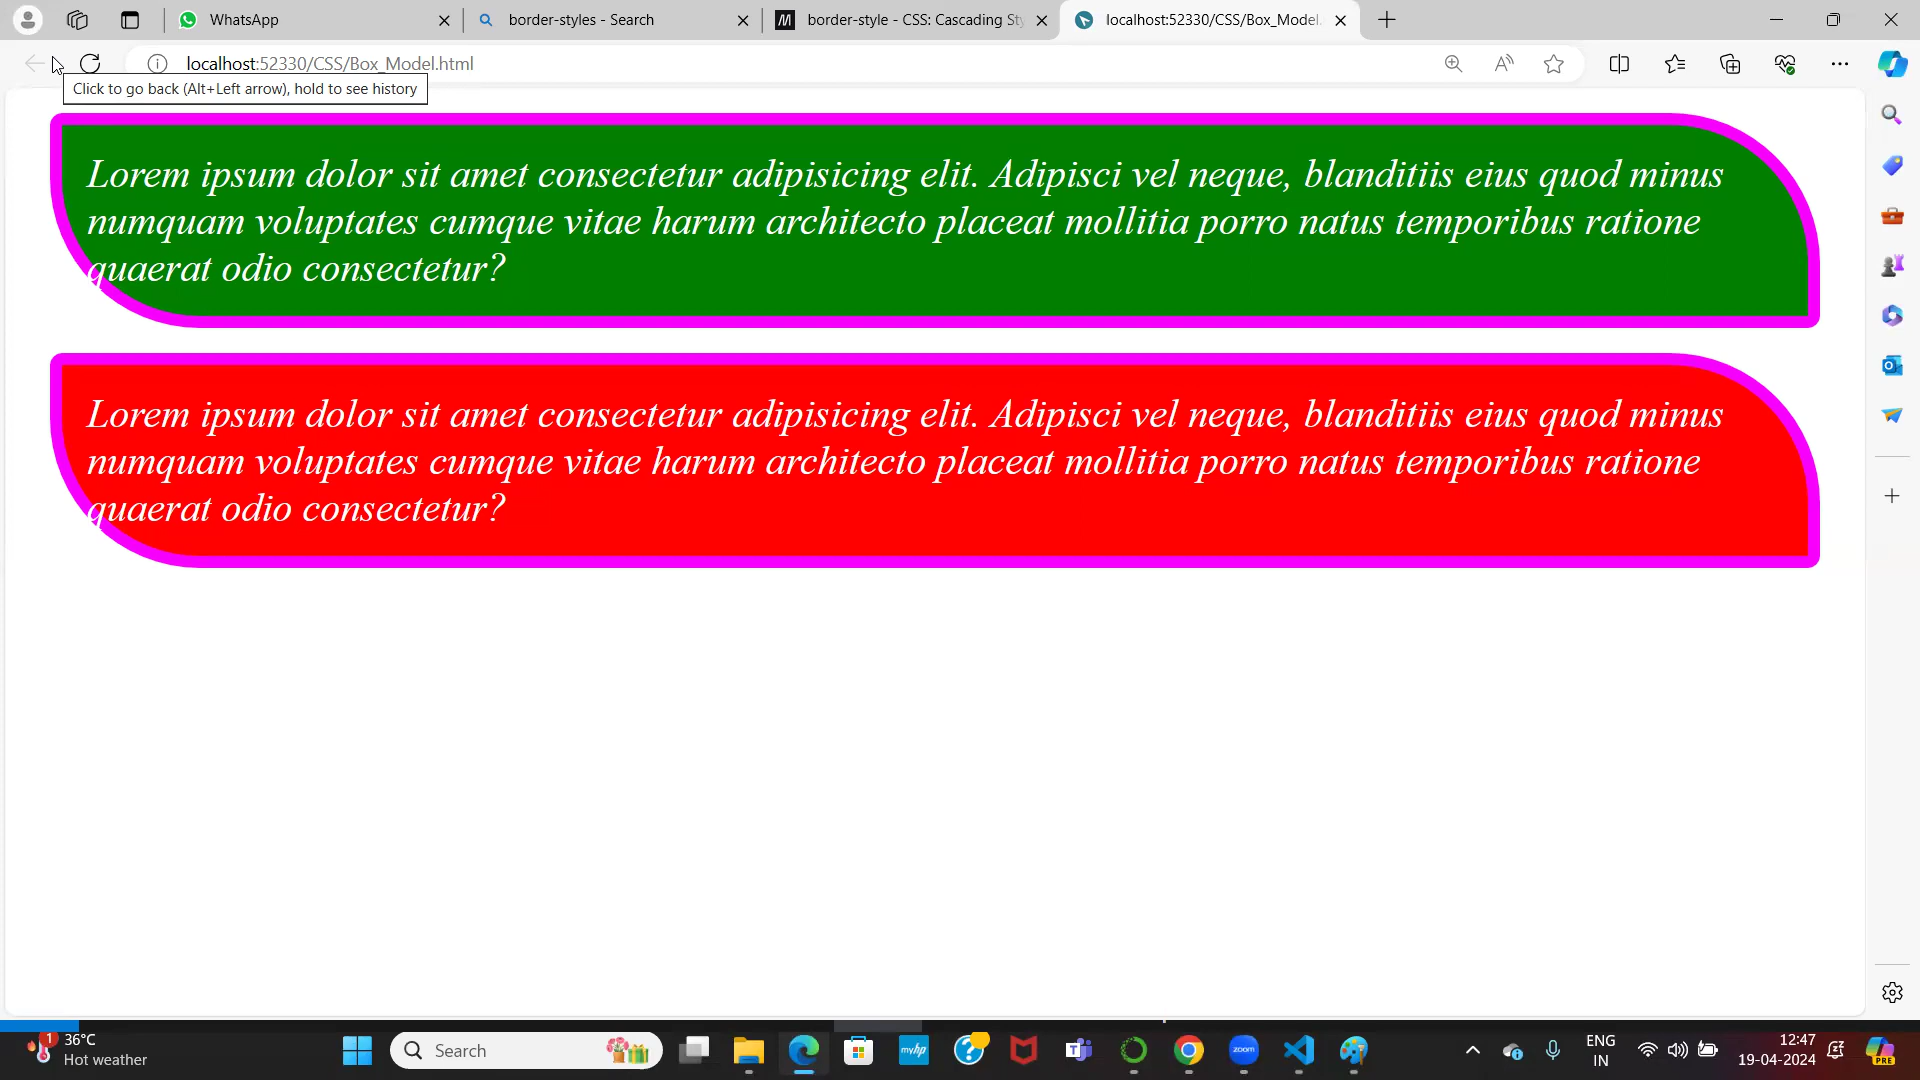 WhatsApp
border-styles - Search
border-style - CSS: Cascading St
localhost:52330/CSS/Box_Model.
localhost:52330/CSS/Box_Model.html
Click to go back (Alt+Left arrow), hold to see history
Lorem ipsum dolor sit amet consectetur adipisicing elit. Adipisci vel neque, blanditiis eius quod minus
numquam voluptates cumque vitae harum architecto placeat mollitia porro natus temporibus ratione
quaerat odio consectetur?
Lorem ipsum dolor sit amet consectetur adipisicing elit. Adipisci vel neque, blanditiis eius quod minus
numquam voluptates cumque vitae harum architecto placeat mollitia porro natus temporibus ratione
quaerat odio consectetur?
1
36°C
Hot weather
Search
myhp
zoom
ENG
IN
12:47
19-04-2024
PRE